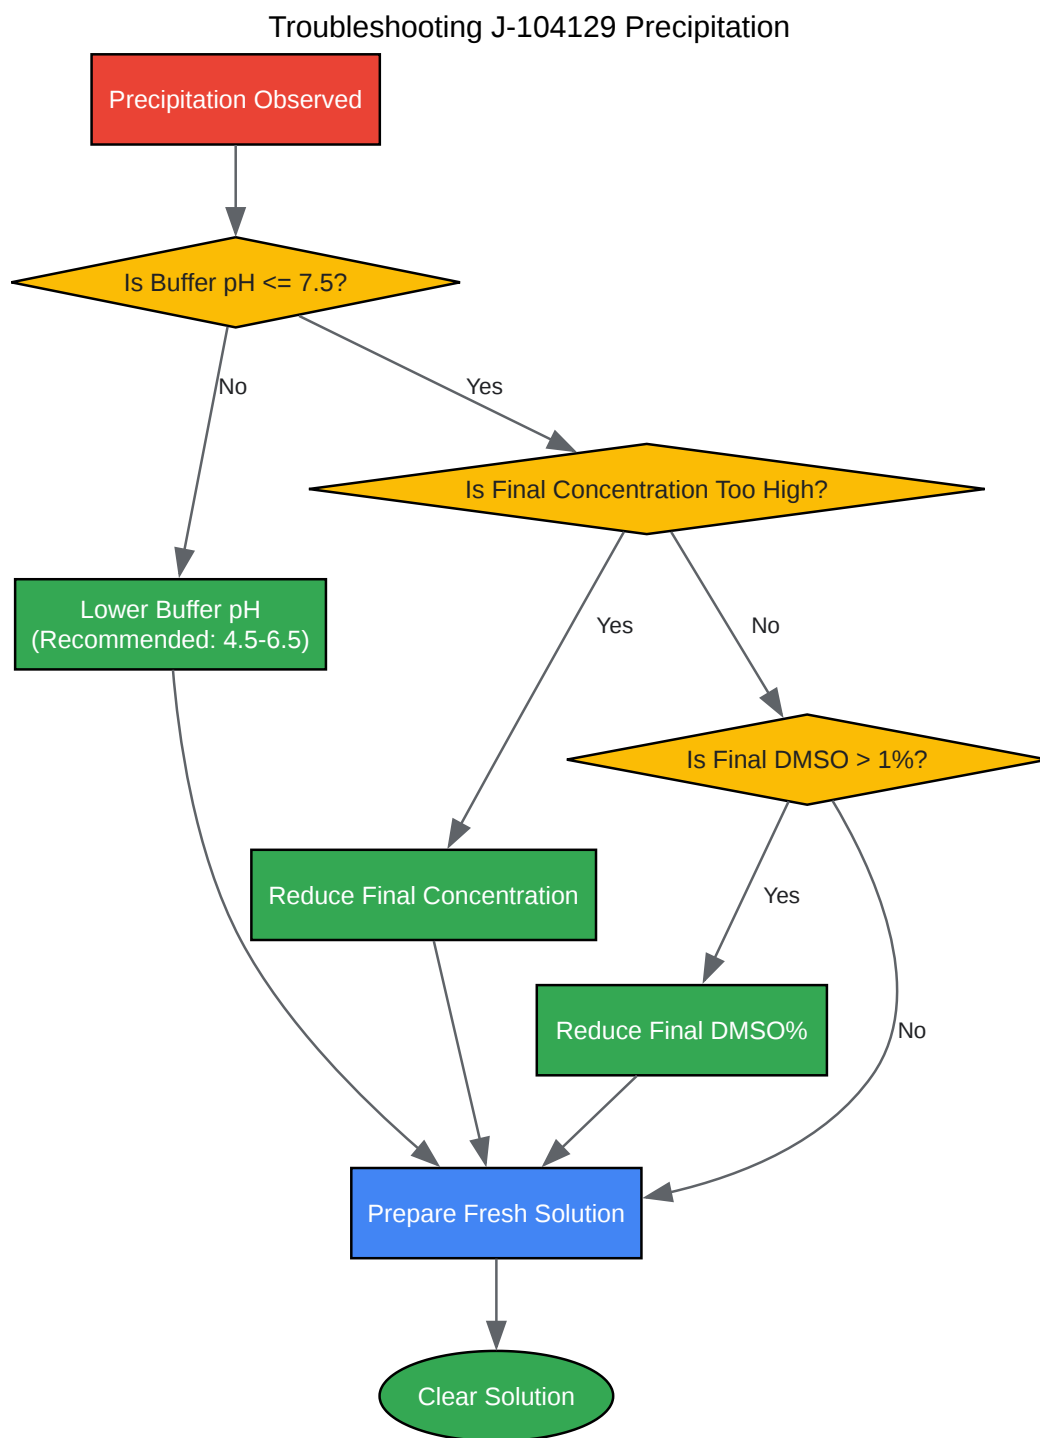 Troubleshooting J-104129 Precipitation
Precipitation Observed
Is Buffer pH <= 7.5?
No
Yes
Is Final Concentration Too High?
Lower Buffer pH
(Recommended: 4.5-6.5)
Yes
No
Is Final DMSO > 1%?
Reduce Final Concentration
Yes
Reduce Final DMSO%
No
Prepare Fresh Solution
Clear Solution